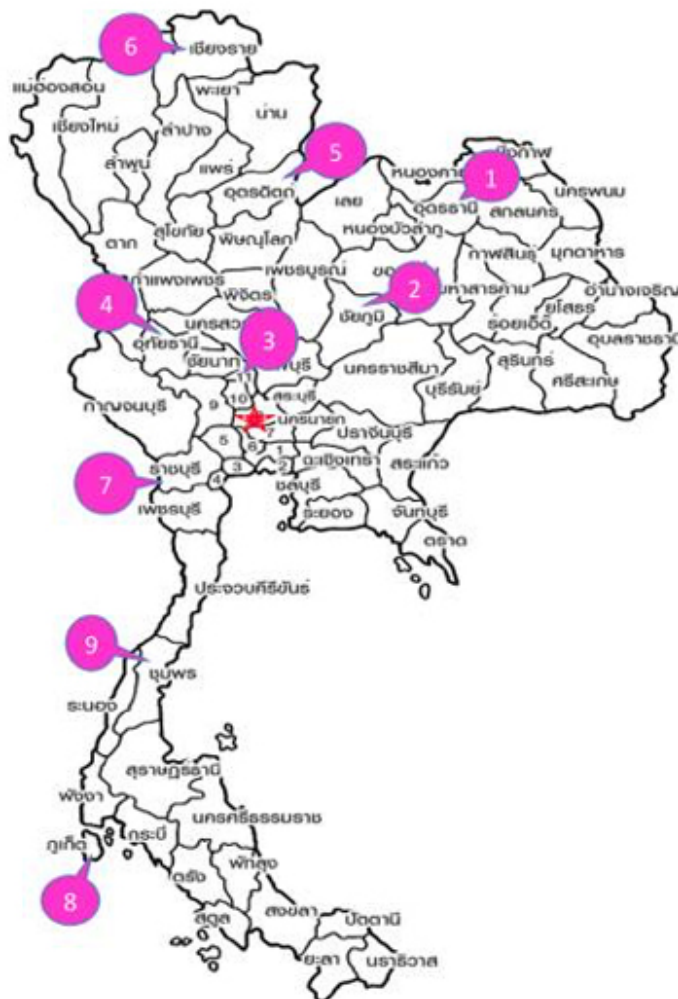 6
เชียงราย
แม่ฮ่องสอน
พะเยา
เชียงใหม่
ลำปาง
น่าน
ลำพูน
แพร่
5
อุตรดิตถ์
เลย
1
อุดรธานี
สกลนคร
นครพนม
ตาก
สุโขทัย
พิษณุโลก
หนองบัวลำภู
กาฬสินธุ์
มุกดาหาร
กำแพงเพชร
เพชรบูรณ์
พิจิตร
2
มหาสารคาม
อำนาจเจริญ
4
นครสวรรค์
3
ชัยภูมิ
ยโสธร
ร้อยเอ็ด
อุบลราชธานี
อุทัยธานี
ชัยนาท
นครราชสีมา
สุรินทร์
บุรีรัมย์
ศรีสะเกษ
กาญจนบุรี
11
9
10
สระบุรี
นครนายก
7
ปราจีนบุรี
5
6
1
ฉะเชิงเทรา
สระแก้ว
7
ราชบุรี
3
2
4
ชลบุรี
เพชรบุรี
ระยอง
จันทบุรี
ตราด
ประจวบคีรีขันธ์
9
ชุมพร
ระนอง
สุราษฎร์ธานี
พังงา
นครศรีธรรมราช
ภูเก็ต
กระบี่
พัทลุง
ตรัง
8
สตูล
สงขลา
ปัตตานี
ยะลา
นราธิวาส